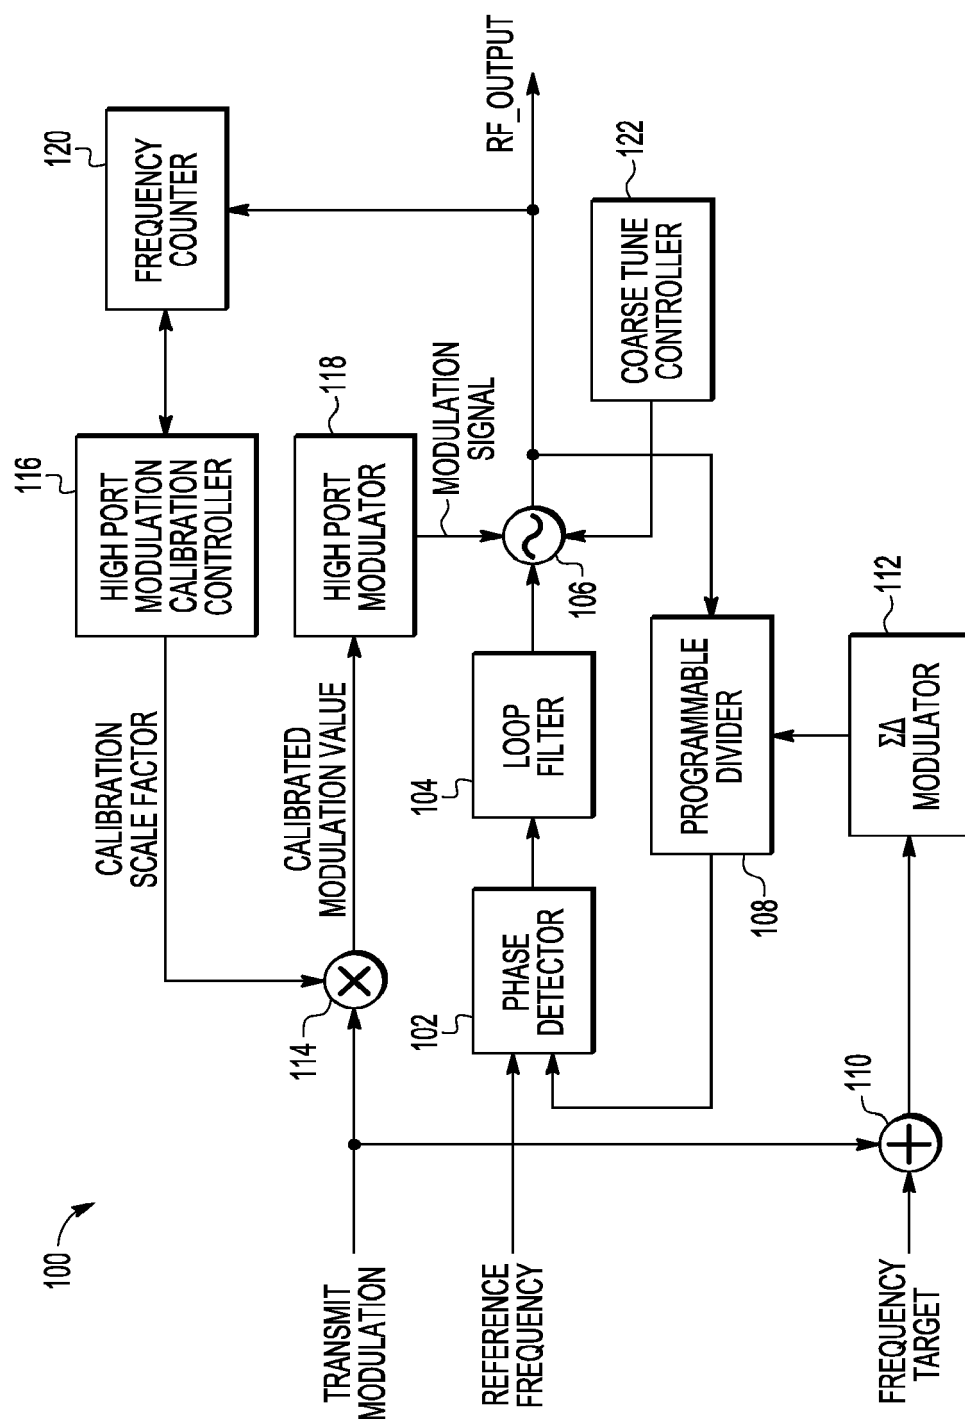 100
120
FREQUENCY
COUNTER
116
HIGH PORT
MODULATION
CALIBRATION
CONTROLLER
CALIBRATION
SCALE FACTOR
118
HIGH PORT
MODULATOR
CALIBRATED
MODULATION VALUE
114
TRANSMIT
MODULATION
MODULATION
SIGNAL
RF_OUTPUT
REFERENCE
FREQUENCY
102
PHASE
DETECTOR
104
LOOP
FILTER
106
122
COARSE TUNE
CONTROLLER
PROGRAMMABLE
DIVIDER
108
112
ΣΔ
MODULATOR
110
FREQUENCY
TARGET